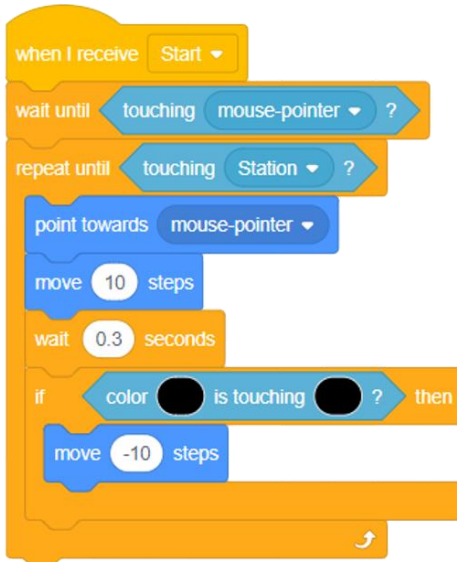 when I receive Start
wait until touching mouse-pointer ?
repeat until touching Station ?
point towards mouse-pointer
move 10 steps
wait 0.3 seconds
if color is touching ? then
move -10 steps